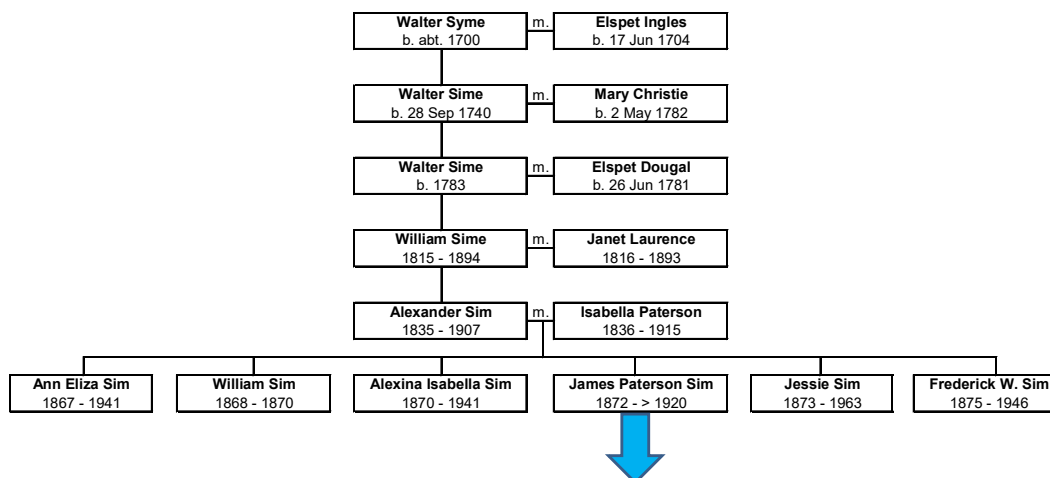 Walter Syme m. Elspet Ingles
b. abt. 1700 b. 17 Jun 1704
Walter Sime m. Mary Christie
b. 28 Sep 1740 b. 2 May 1782
Walter Sime m. Elspet Dougal
b. 1783 b. 26 Jun 1781
William Sime m. Janet Laurence
1815 - 1894 1816 - 1893
Alexander Sim m. Isabella Paterson
1835 - 1907 1836 - 1915
Ann Eliza Sim William Sim Alexina Isabella Sim James Paterson Sim Jessie Sim Frederick W. Sim
1867 - 1941 1868 - 1870 1870 - 1941 1872 - > 1920 1873 - 1963 1875 - 1946